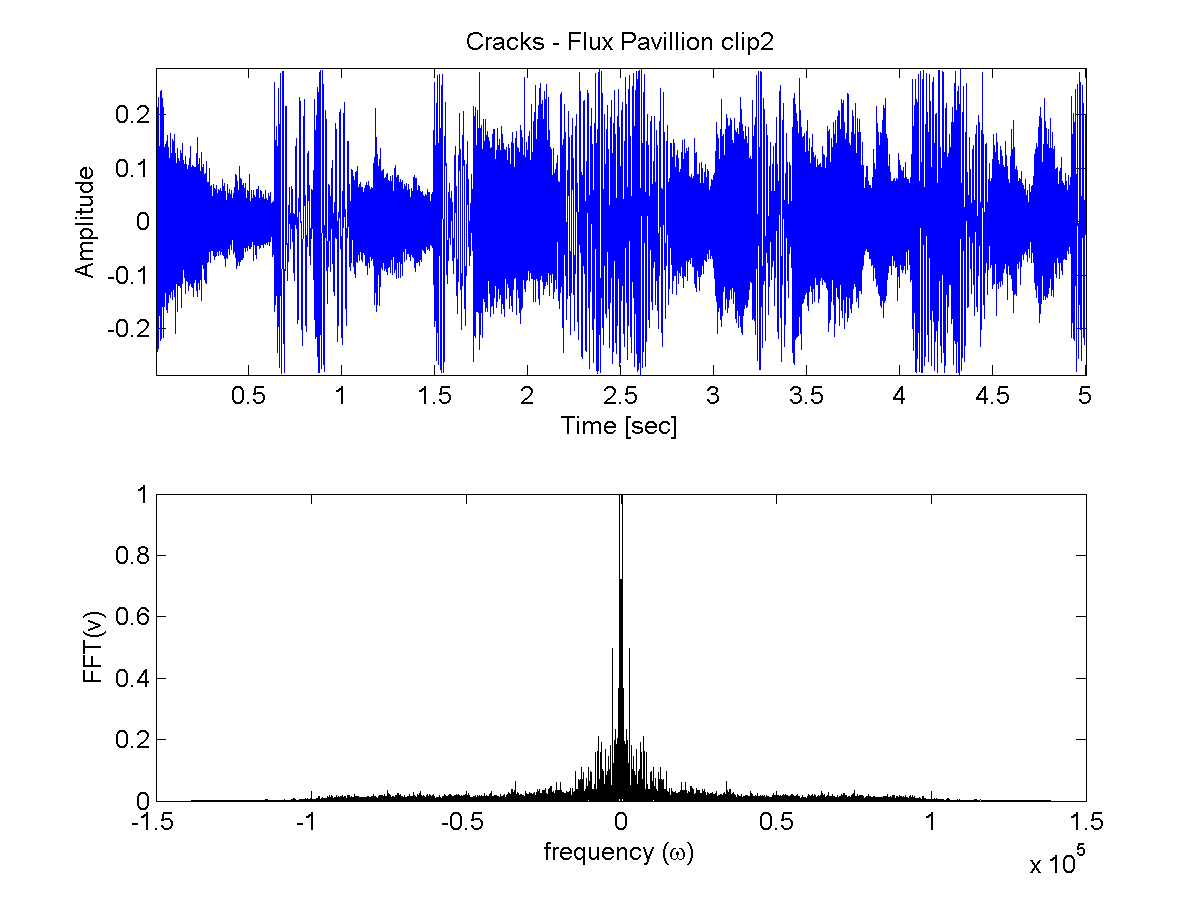 Cracks - Flux Pavillion clip2
Amplitude
0.2
0.1
0
-0.1
-0.2
0.5 1 1.5 2 2.5 3 3.5 4 4.5 5
Time [sec]
FFT(v)
1
0.8
0.6
0.4
0.2
0
-1.5 -1 -0.5 0 0.5 1 1.5
frequency (ω)
x 10^5